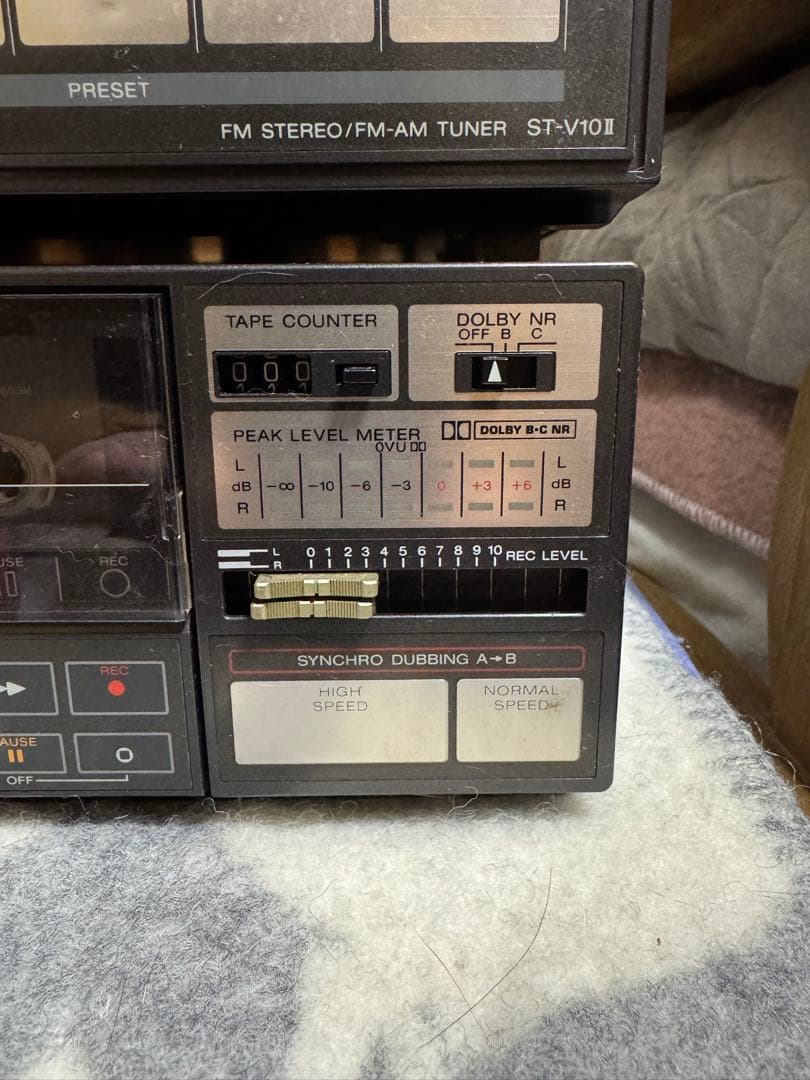 PRESET
FM STEREO/FM-AM TUNER ST-V10II
TAPE COUNTER
000
DOLBY NR
OFF B C
PEAK LEVEL METER
DOLBY B·C NR
0VU
L L
dB -∞ -10 -6 -3 0 +3 +6 dB
R R
L 0 1 2 3 4 5 6 7 8 9 10 REC LEVEL
R
REC
SYNCHRO DUBBING A→B
HIGH SPEED
NORMAL SPEED
REC
AUSE
OFF